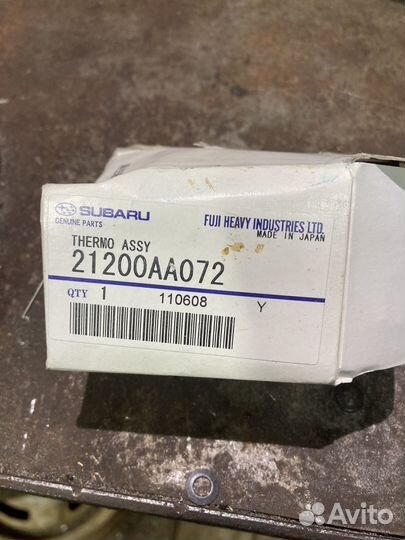 SUBARU
GENUINE PARTS
FUJI HEAVY INDUSTRIES LTD.
MADE IN JAPAN
THERMO ASSY
21200AA072
QTY 1 110608 Y
Avito